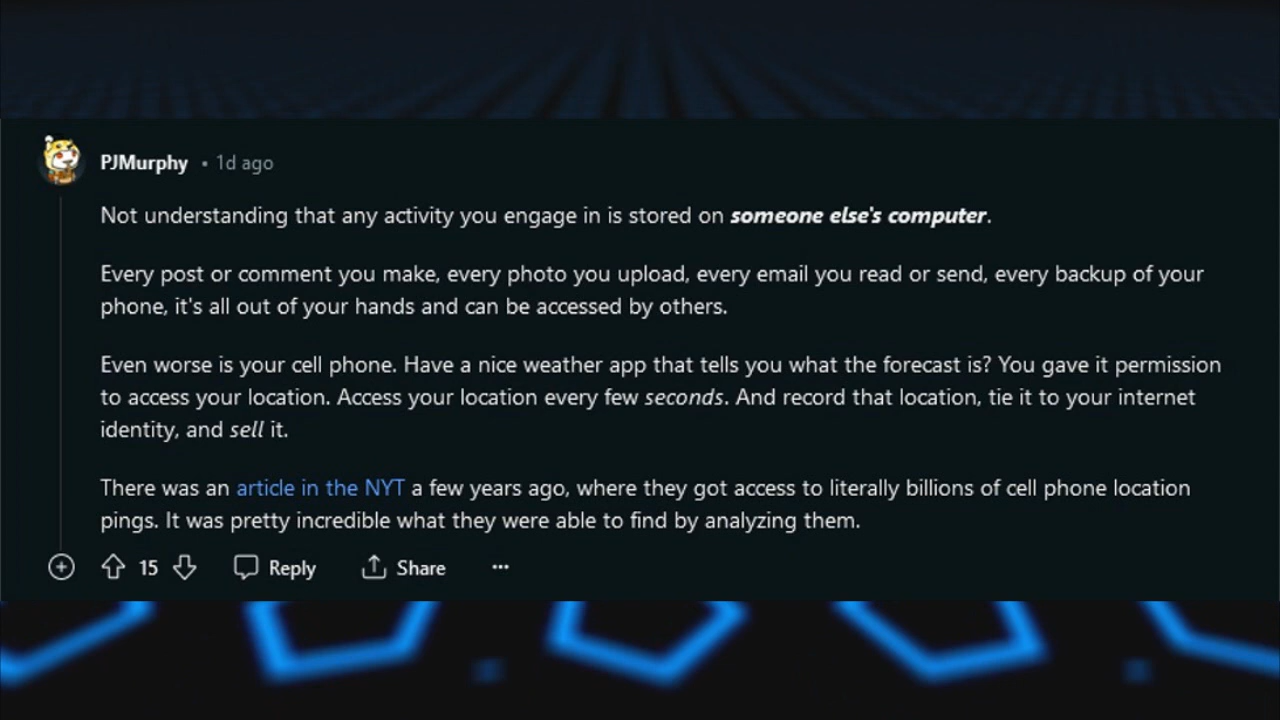 PJMurphy • 1d ago
Not understanding that any activity you engage in is stored on someone else's computer.
Every post or comment you make, every photo you upload, every email you read or send, every backup of your
phone, it's all out of your hands and can be accessed by others.
Even worse is your cell phone. Have a nice weather app that tells you what the forecast is? You gave it permission
to access your location. Access your location every few seconds. And record that location, tie it to your internet
identity, and sell it.
There was an article in the NYT a few years ago, where they got access to literally billions of cell phone location
pings. It was pretty incredible what they were able to find by analyzing them.
15 Reply Share ...